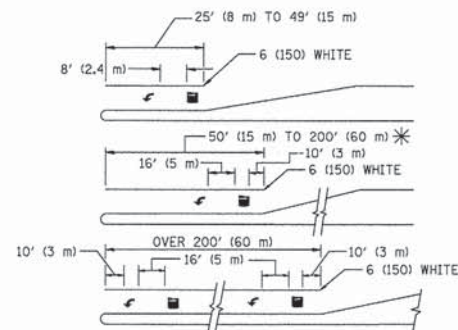 25' (8 m) TO 49' (15 m)
8' (2.4 m)
6 (150) WHITE
50' (15 m) TO 200' (60 m) ✳
16' (5 m)
10' (3 m)
6 (150) WHITE
OVER 200' (60 m)
10' (3 m)
16' (5 m)
10' (3 m)
6 (150) WHITE